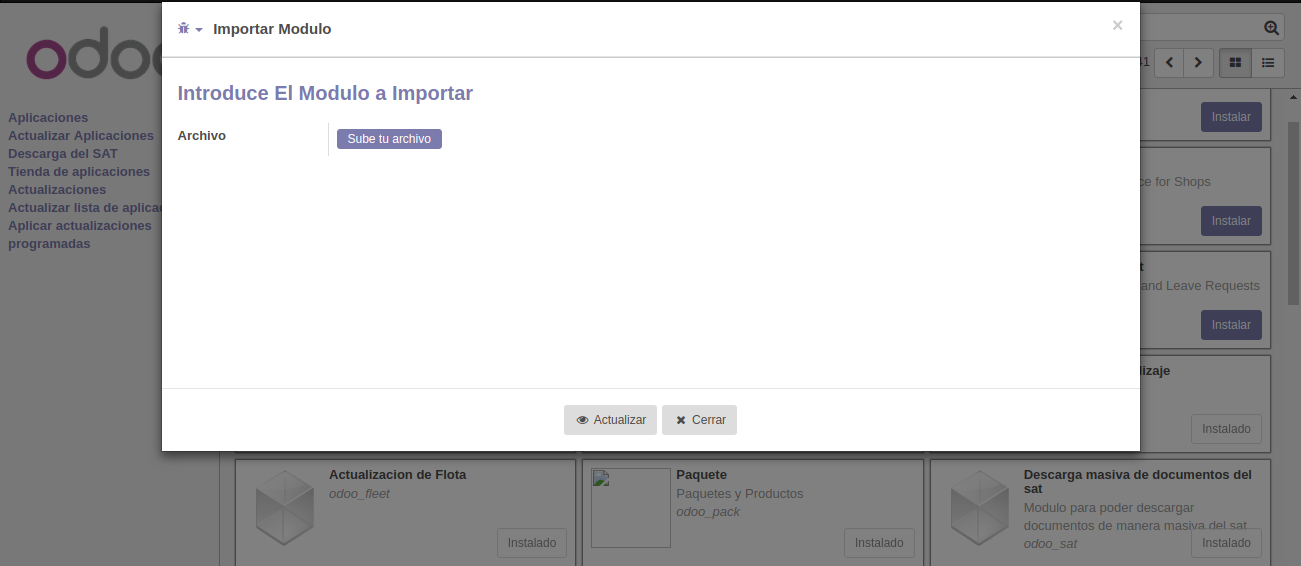 Importar Modulo
×
odoo
-1
Introduce El Modulo a Importar
Archivo
Sube tu archivo
Actualizar
Cerrar
Aplicaciones
Actualizar Aplicaciones
Descarga del SAT
Tienda de aplicaciones
Actualizaciones
Actualizar lista de aplicac
Aplicar actualizaciones
programadas
Instalar
ce for Shops
Instalar
t
and Leave Requests
Instalar
lizaje
Instalado
Actualizacion de Flota
odoo_fleet
Instalado
Paquete
Paquetes y Productos
odoo_pack
Instalado
Descarga masiva de documentos del
sat
Modulo para poder descargar
documentos de manera masiva del sat
odoo_sat
Instalado